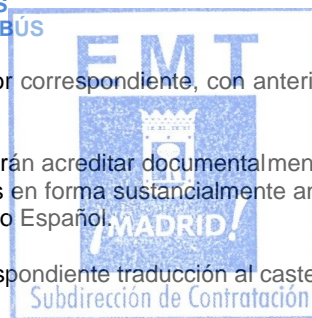 S
BÚS
or correspondiente, con anteri
rán acreditar documentalmen
s en forma sustancialmente an
o Español.
spondiente traducción al caste
EMT
¡MADRID!
Subdirección de Contratación